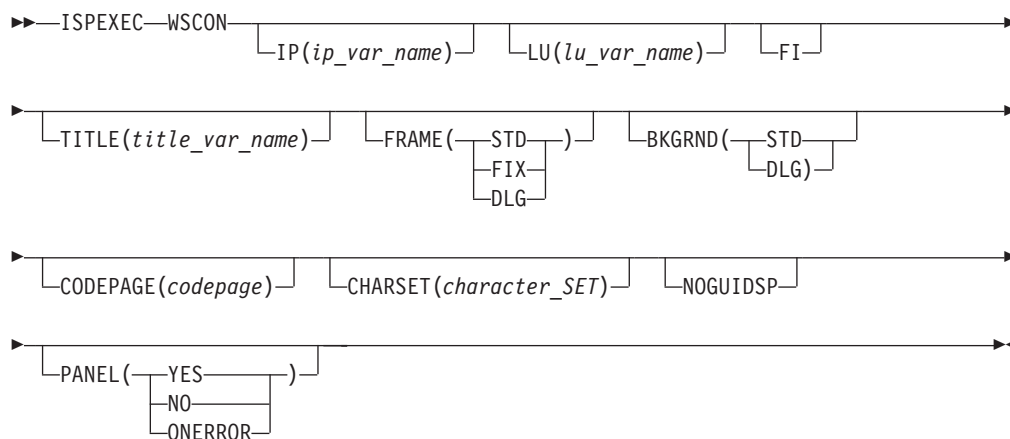 ISPEXEC WSCON
IP(ip_var_name) LU(lu_var_name) FI
TITLE(title_var_name) FRAME( STD ) BKGRND( STD
FIX DLG)
DLG
CODEPAGE(codepage) CHARSET(character_SET) NOGUIDSP
PANEL( YES )
NO
ONERROR